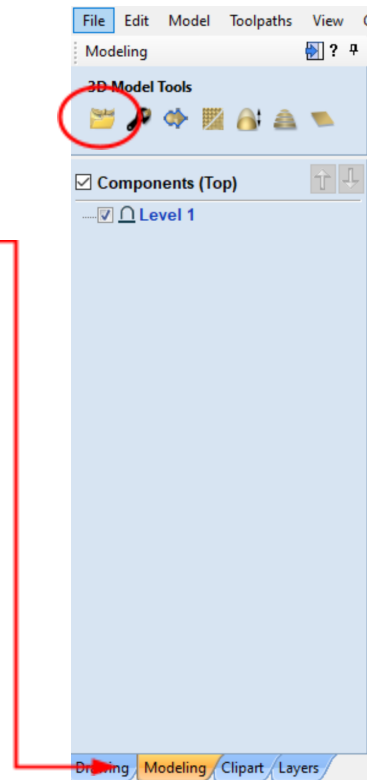 File Edit Model Toolpaths View
Modeling ?
3D Model Tools
Components (Top)
Level 1
Drawing Modeling Clipart Layers